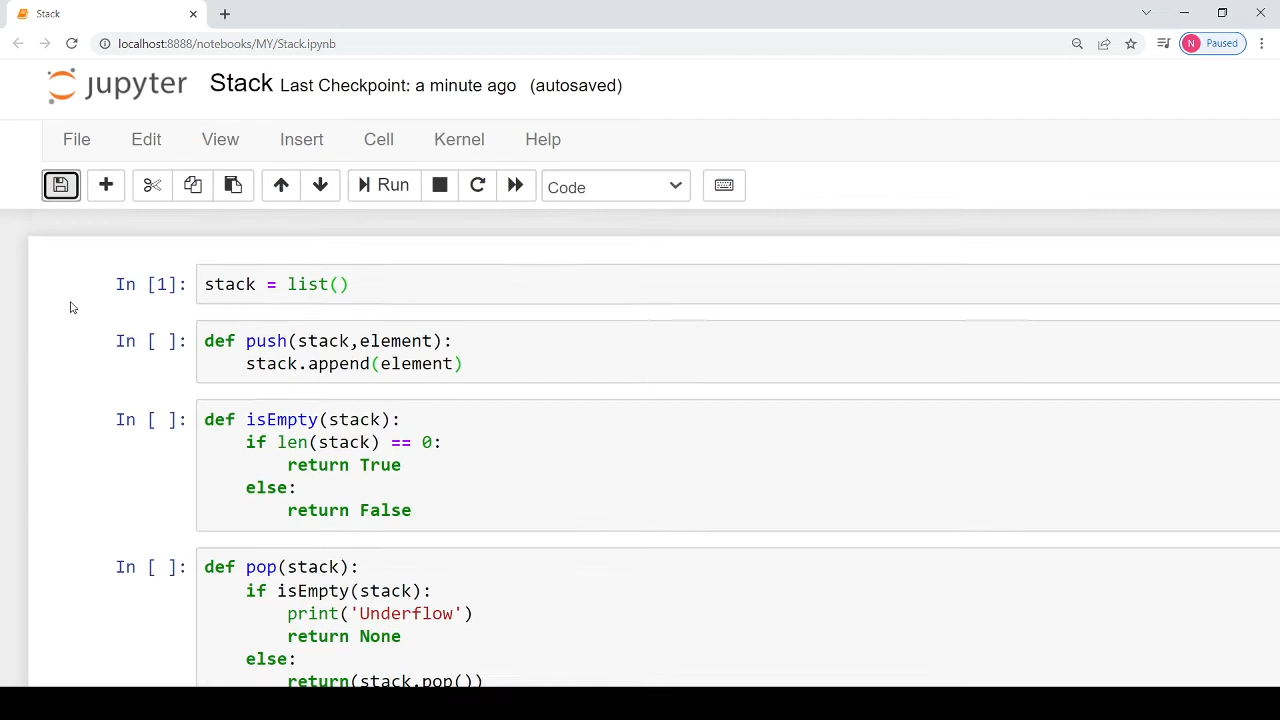 Stack
localhost:8888/notebooks/MY/Stack.ipynb
N Paused
jupyter Stack Last Checkpoint: a minute ago (autosaved)
File Edit View Insert Cell Kernel Help
Run Code
In [1]: stack = list()
In [ ]: def push(stack,element):
stack.append(element)
In [ ]: def isEmpty(stack):
if len(stack) == 0:
return True
else:
return False
In [ ]: def pop(stack):
if isEmpty(stack):
print('Underflow')
return None
else:
return(stack.pop())